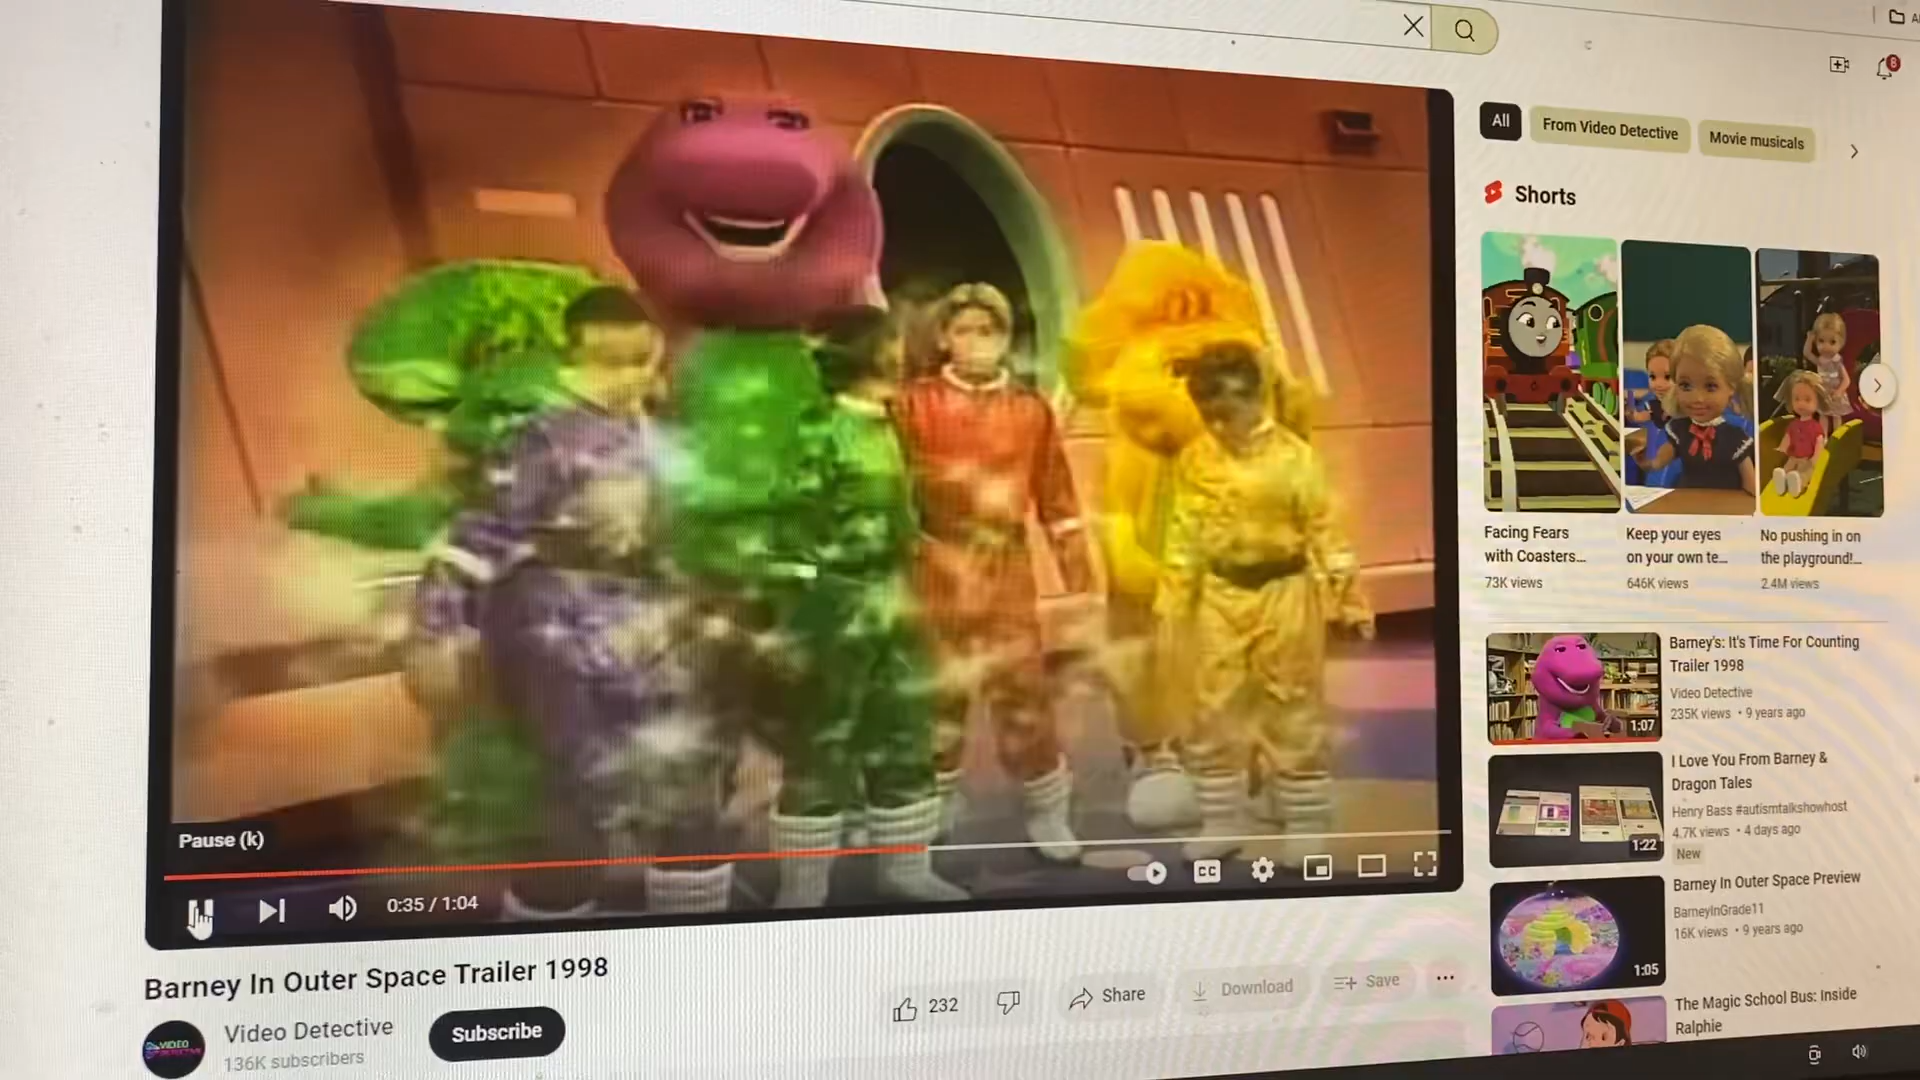 All
From Video Detective
Movie musicals
Shorts
Facing Fears
with Coasters...
73K views
Keep your eyes
on your own te...
646K views
No pushing in on
the playground!...
2.4M views
Barney's: It's Time For Counting
Trailer 1998
Video Detective
235K views • 9 years ago
1:07
I Love You From Barney &
Dragon Tales
Henry Bass #autismtalkshowhost
4.7K views • 4 days ago
New
1:22
Barney In Outer Space Preview
BarneyInGrade11
16K views • 9 years ago
1:05
The Magic School Bus: Inside
Ralphie
Pause (k)
0:35 / 1:04
CC
Barney In Outer Space Trailer 1998
Video Detective
136K subscribers
Subscribe
232
Share
Download
Save
VIDEO
8